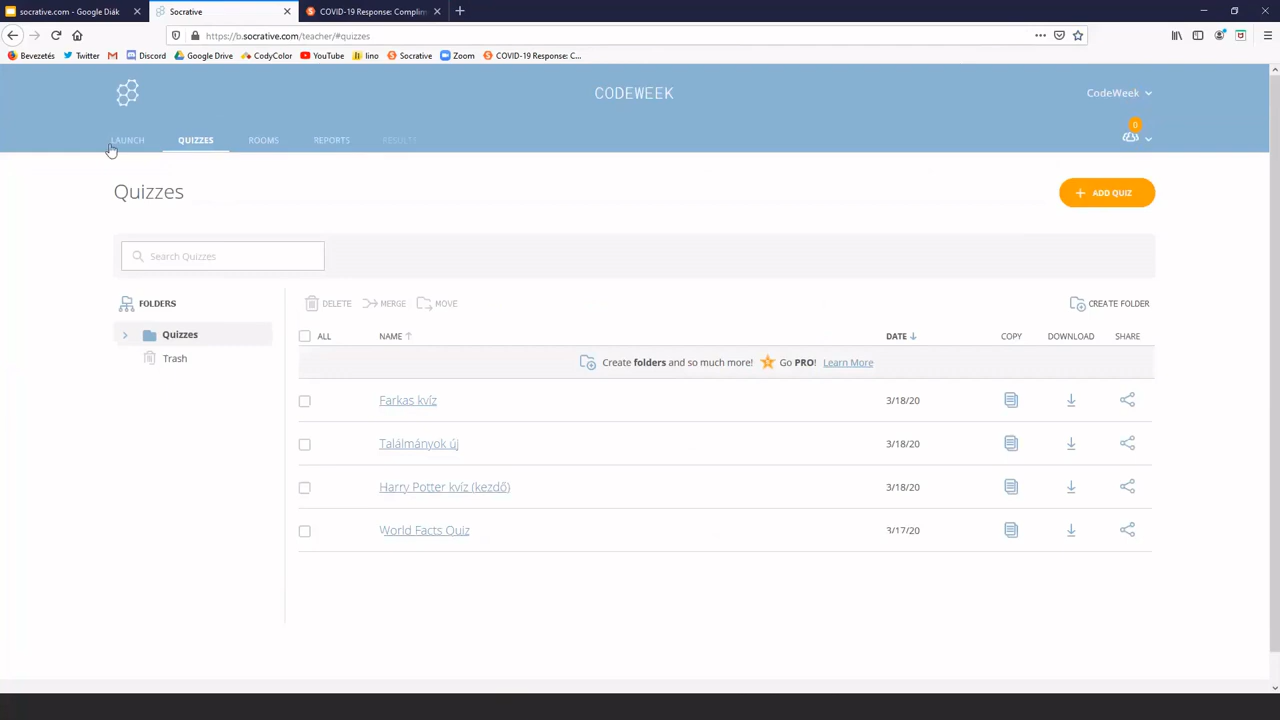 socrative.com - Google Diák
Socrative
COVID-19 Response: Complim
https://b.socrative.com/teacher/#quizzes
Bevezetés
Twitter
Discord
Google Drive
CodyColor
YouTube
lino
Socrative
Zoom
COVID-19 Response: C...
CODEWEEK
CodeWeek
0
LAUNCH
QUIZZES
ROOMS
REPORTS
RESULTS
Quizzes
ADD QUIZ
Search Quizzes
FOLDERS
DELETE
MERGE
MOVE
CREATE FOLDER
Quizzes
Trash
ALL
NAME
DATE
COPY
DOWNLOAD
SHARE
Create folders and so much more! Go PRO! Learn More
Farkas kvíz
3/18/20
Találmányok új
3/18/20
Harry Potter kvíz (kezdő)
3/18/20
World Facts Quiz
3/17/20